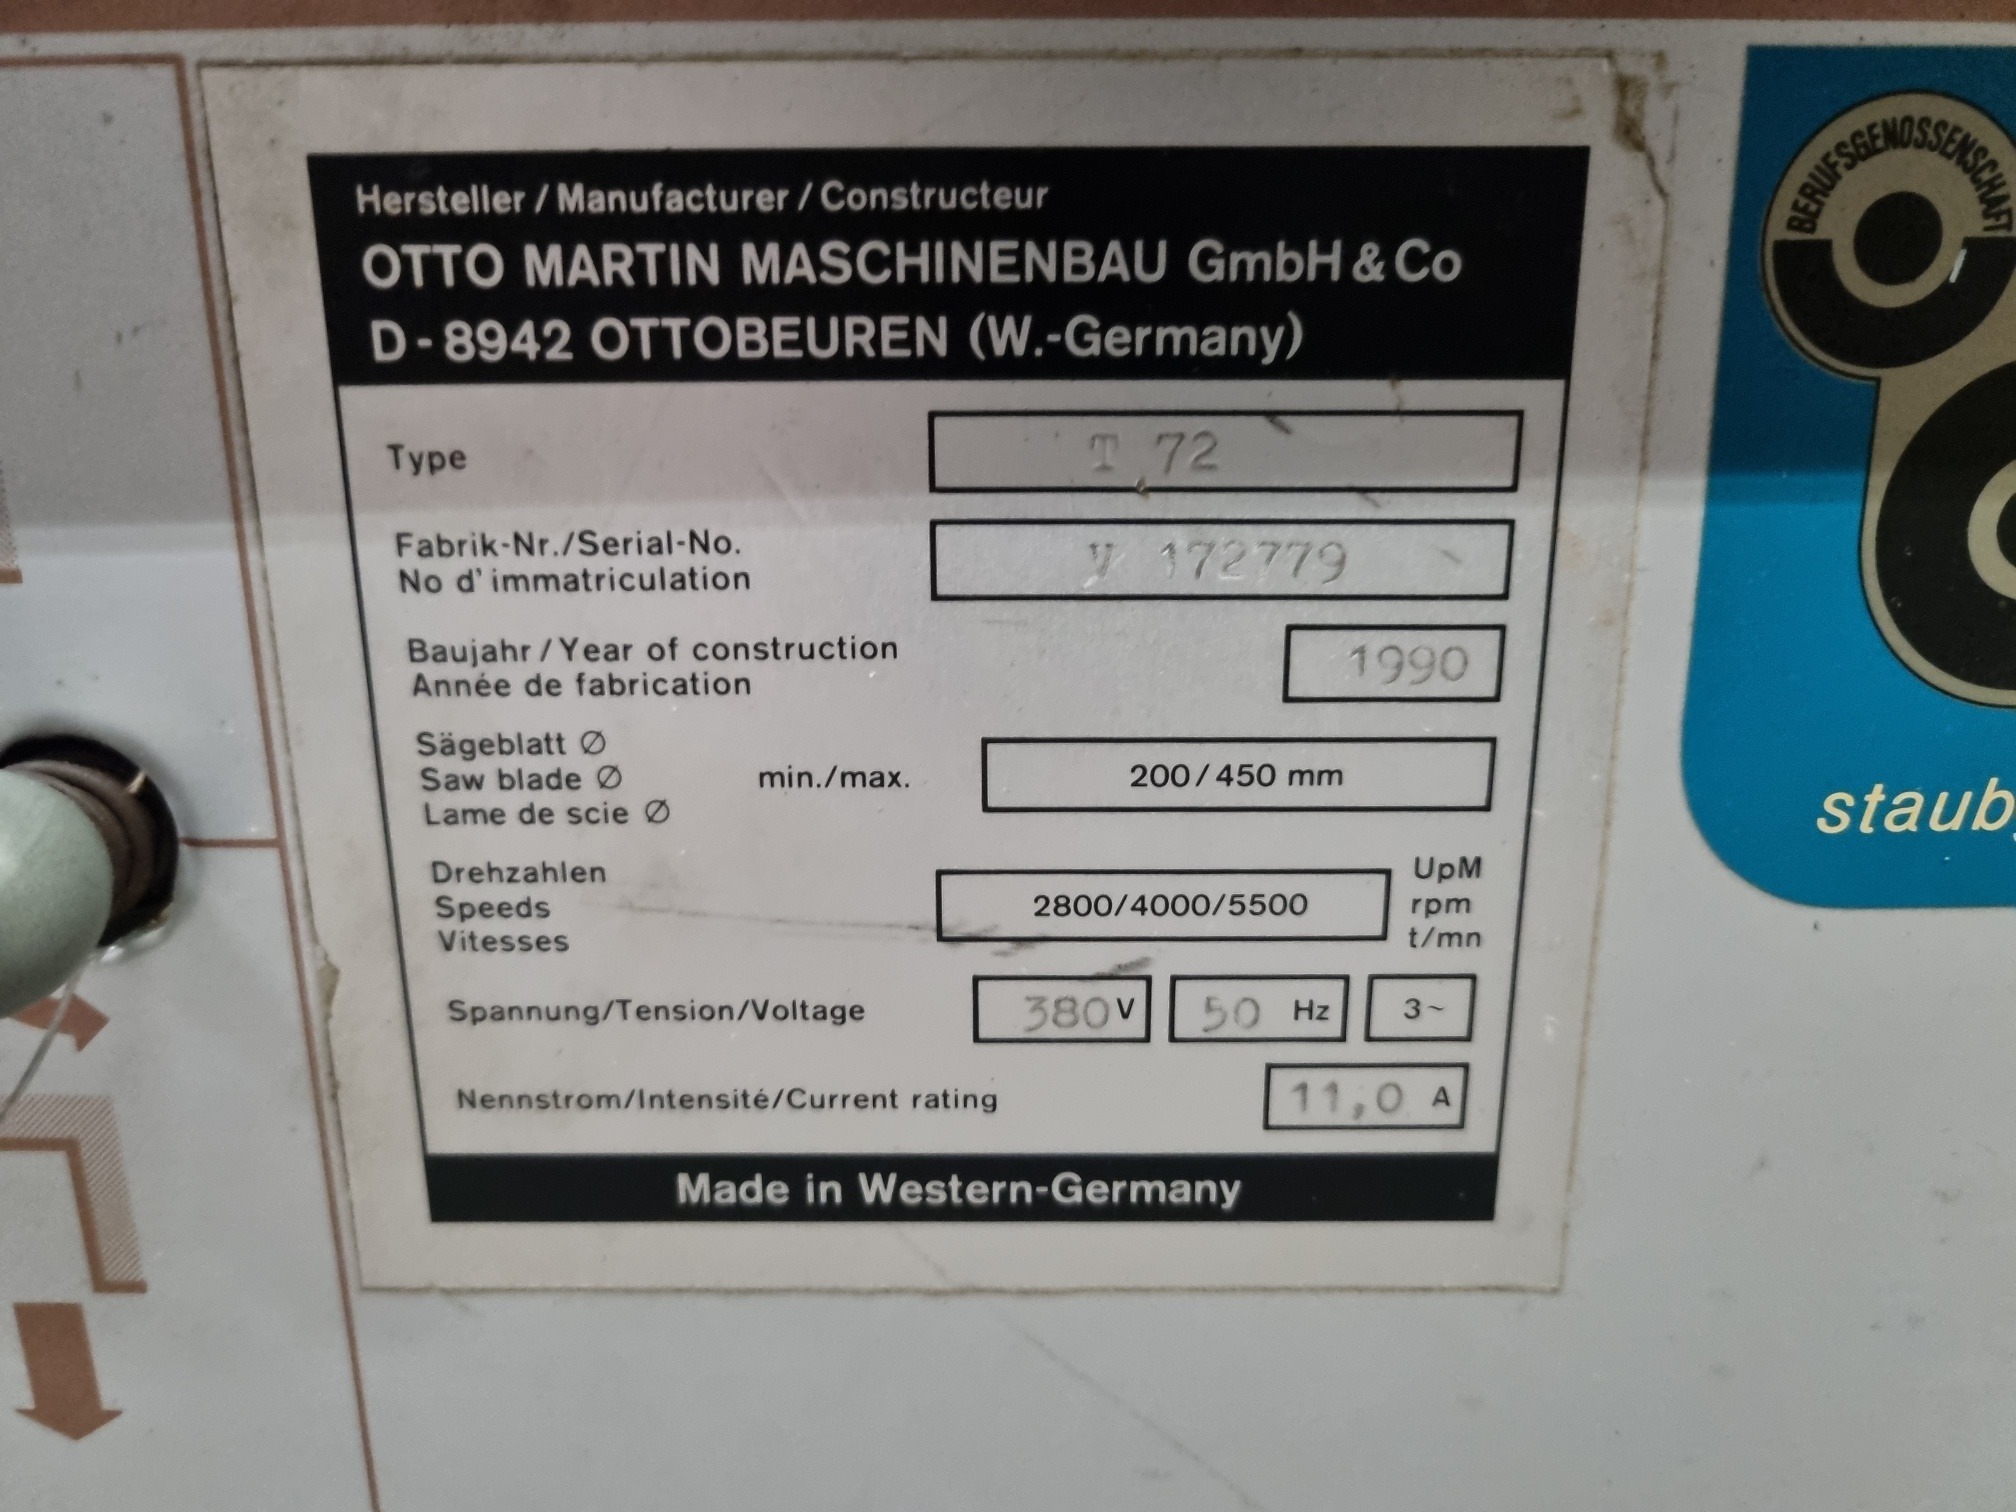 Hersteller / Manufacturer / Constructeur
OTTO MARTIN MASCHINENBAU GmbH & Co
D-8942 OTTOBEUREN (W.-Germany)
Type T 72
Fabrik-Nr./Serial-No.
No d'immatriculation
V 172779
Baujahr / Year of construction
Année de fabrication
1990
Sägeblatt Ø
Saw blade Ø min./max. 200/450 mm
Lame de scie Ø
Drehzahlen UpM
Speeds 2800/4000/5500 rpm
Vitesses t/mn
Spannung/Tension/Voltage 380 V 50 Hz 3~
Nennstrom/Intensité/Current rating 11,0 A
Made in Western-Germany
BERUFSGENOSSENSCHAFT
staub